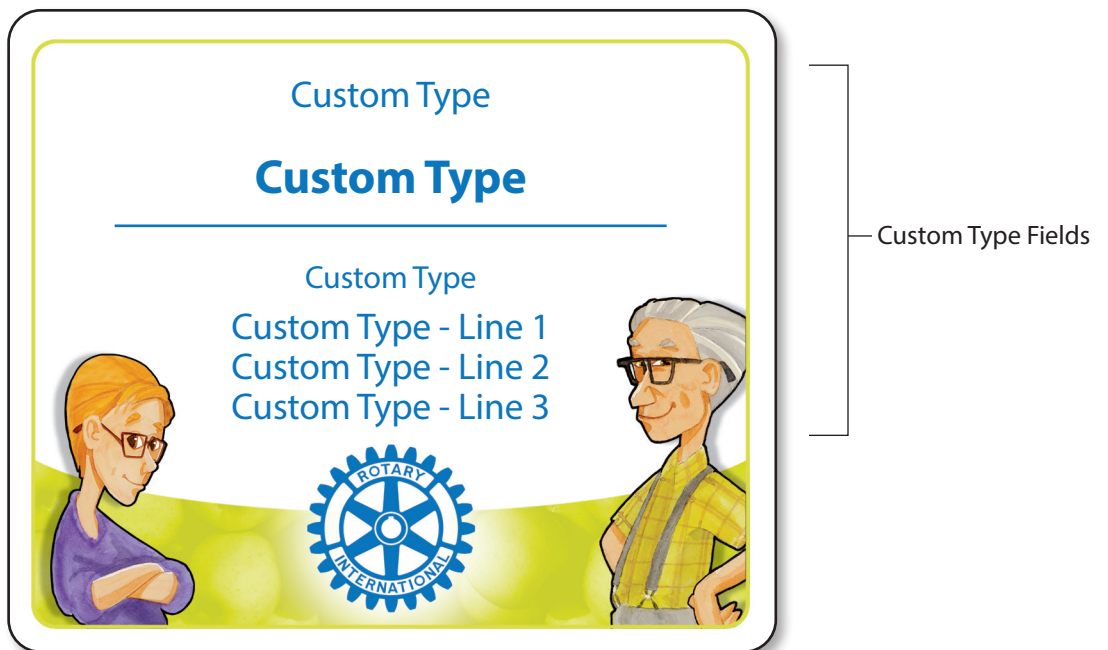 Custom Type
Custom Type
Custom Type
Custom Type - Line 1
Custom Type - Line 2
Custom Type - Line 3
ROTARY
INTERNATIONAL
Custom Type Fields